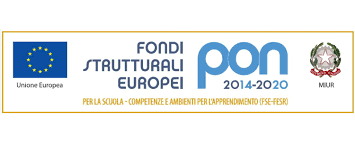 FONDI
STRUTTURALI
EUROPEI
pon
2014-2020
Unione Europea
MIUR
PER LA SCUOLA - COMPETENZE E AMBIENTI PER L'APPRENDIMENTO (FSE-FESR)